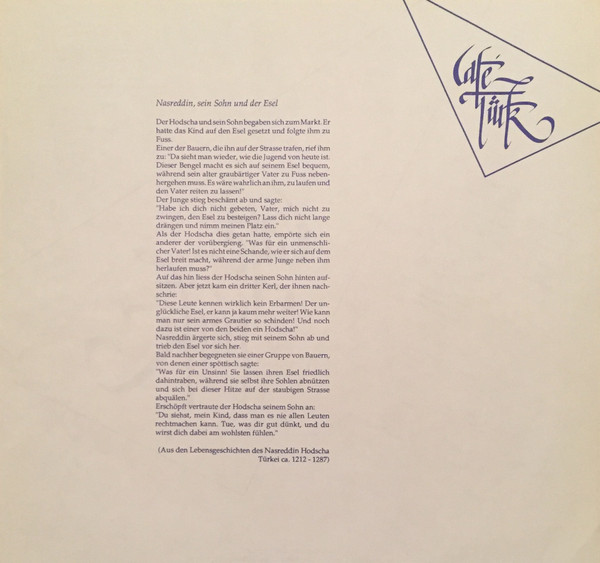 Café
Türk
Nasreddin, sein Sohn und der Esel
Der Hodscha und sein Sohn begaben sich zum Markt. Er
hatte das Kind auf den Esel gesetzt und folgte ihm zu
Fuss.
Einer der Bauern, die ihn auf der Strasse trafen, rief ihm
zu: "Da sieht man wieder, wie die Jugend von heute ist.
Dieser Bengel macht es sich auf seinem Esel bequem,
während sein alter graubärtiger Vater zu Fuss neben-
hergehen muss. Es wäre wahrlich an ihm, zu laufen und
den Vater reiten zu lassen!"
Der Junge stieg beschämt ab und sagte:
"Habe ich dich nicht gebeten, Vater, mich nicht zu
zwingen, den Esel zu besteigen? Lass dich nicht lange
drängen und nimm meinen Platz ein."
Als der Hodscha dies getan hatte, empörte sich ein
anderer der vorübergieng. "Was für ein unmenschli-
cher Vater! Ist es nicht eine Schande, wie er sich auf dem
Esel breit macht, während der arme Junge neben ihm
herlaufen muss?"
Auf das hin liess der Hodscha seinen Sohn hinten auf-
sitzen. Aber jetzt kam ein dritter Kerl, der ihnen nach-
schrie:
"Diese Leute kennen wirklich kein Erbarmen! Der un-
glückliche Esel, er kann ja kaum mehr weiter! Wie kann
man nur sein armes Grautier so schinden! Und noch
dazu ist einer von den beiden ein Hodscha!"
Nasreddin ärgerte sich, stieg mit seinem Sohn ab und
trieb den Esel vor sich her.
Bald nachher begegneten sie einer Gruppe von Bauern,
von denen einer spöttisch sagte:
"Was für ein Unsinn! Sie lassen ihren Esel friedlich
dahintraben, während sie selbst ihre Sohlen abnützen
und sich bei dieser Hitze auf der staubigen Strasse
abquälen."
Erschöpft vertraute der Hodscha seinem Sohn an:
"Du siehst, mein Kind, dass man es nie allen Leuten
rechtmachen kann. Tue, was dir gut dünkt, und du
wirst dich dabei am wohlsten fühlen."
(Aus den Lebensgeschichten des Nasreddin Hodscha
Türkei ca. 1212 - 1287)